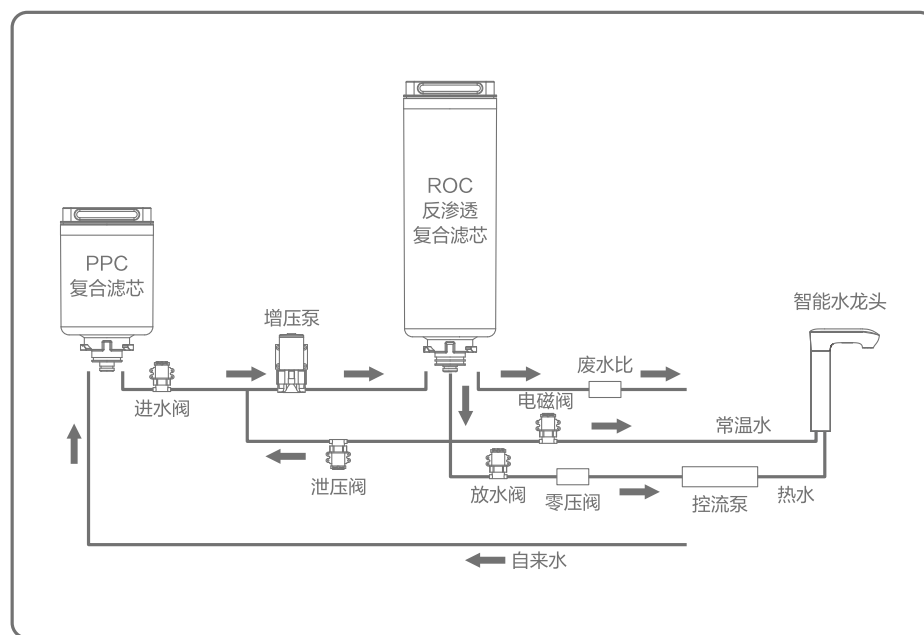 ROC
反渗透
复合滤芯
PPC
复合滤芯
智能水龙头
增压泵
废水比
进水阀
电磁阀
常温水
泄压阀
放水阀
零压阀
控流泵
热水
自来水